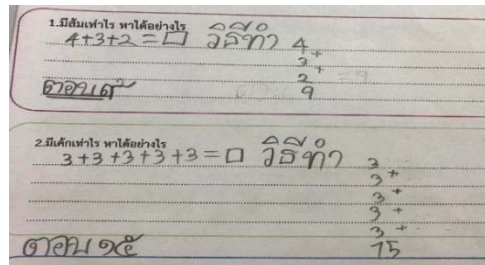 1.มีส้มเท่าไร หาได้อย่างไร
4+3+2=□ วิธีทำ 4
+
3
+
2
9
ตอบ ๙
2.มีเค้กเท่าไร หาได้อย่างไร
3+3+3+3+3=□ วิธีทำ 3
+
3
+
3
+
3
+
3
ตอบ ๑๕ 15